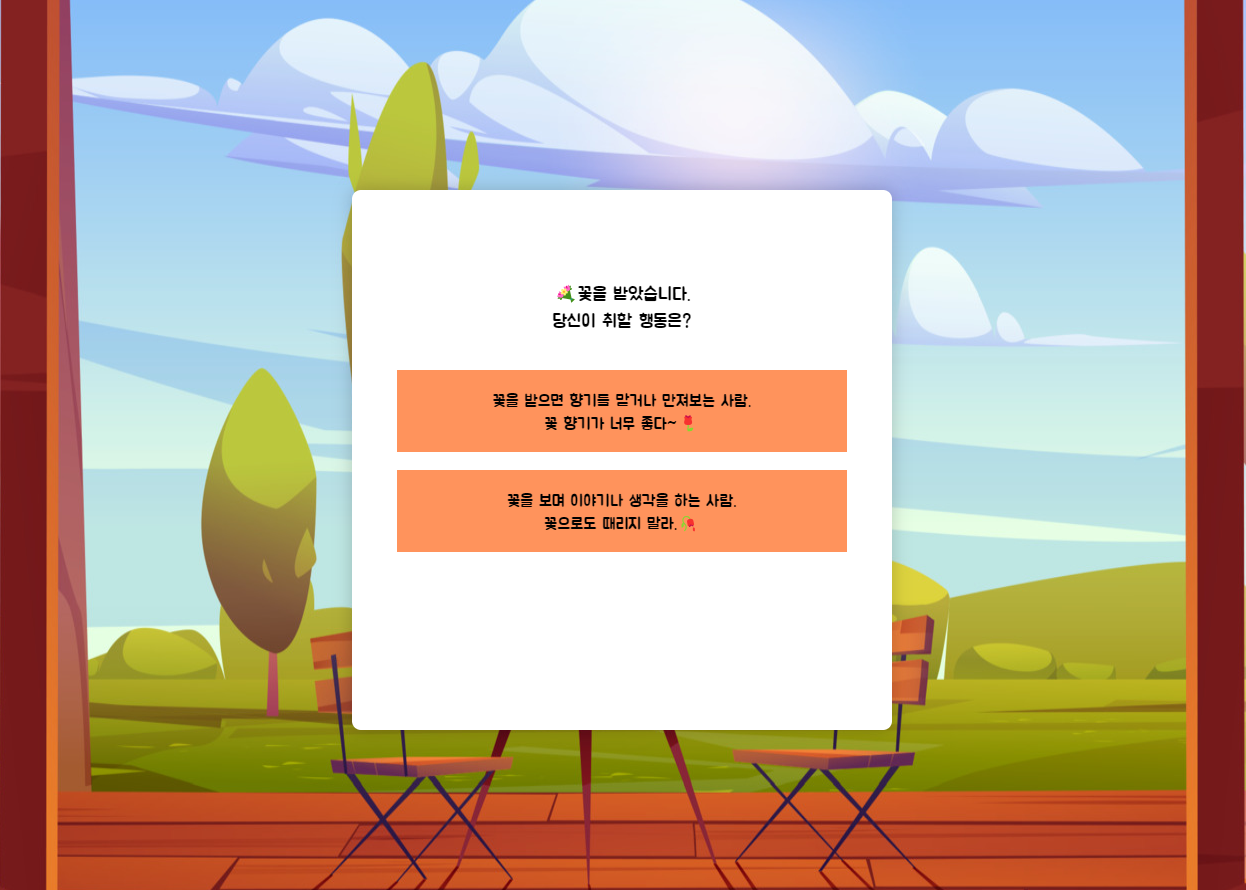 💐꽃을 받았습니다.
당신이 취할 행동은?
꽃을 받으면 향기를 맡거나 만져보는 사람.
꽃 향기가 너무 좋다~ 🌹
꽃을 보며 이야기나 생각을 하는 사람.
꽃으로도 때리지 말라.🥀